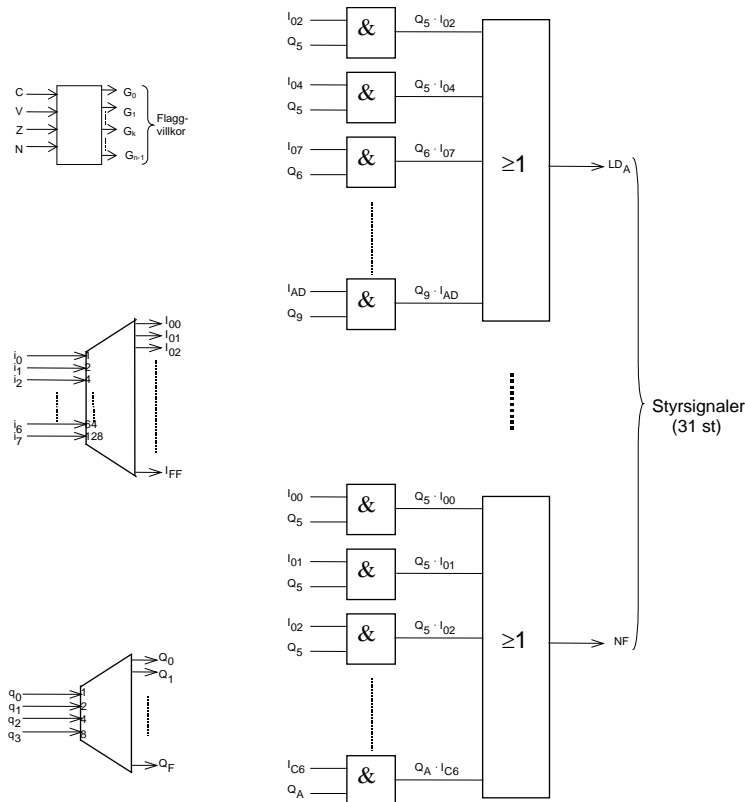 I02
Q5
&
Q5 · I02
I04
Q5
&
Q5 · I04
I07
Q6
&
Q6 · I07
≥1
LDA
IAD
Q9
&
Q9 · IAD
C
V
Z
N
G0
G1
Gk
Gn-1
Flagg-
villkor
i0
i1
i2
i6
i7
1
2
4
64
128
I00
I01
I02
IFF
Styrsignaler
(31 st)
I00
Q5
&
Q5 · I00
I01
Q5
&
Q5 · I01
I02
Q5
&
Q5 · I02
≥1
NF
IC6
QA
&
QA · IC6
q0
q1
q2
q3
1
2
4
8
Q0
Q1
QF